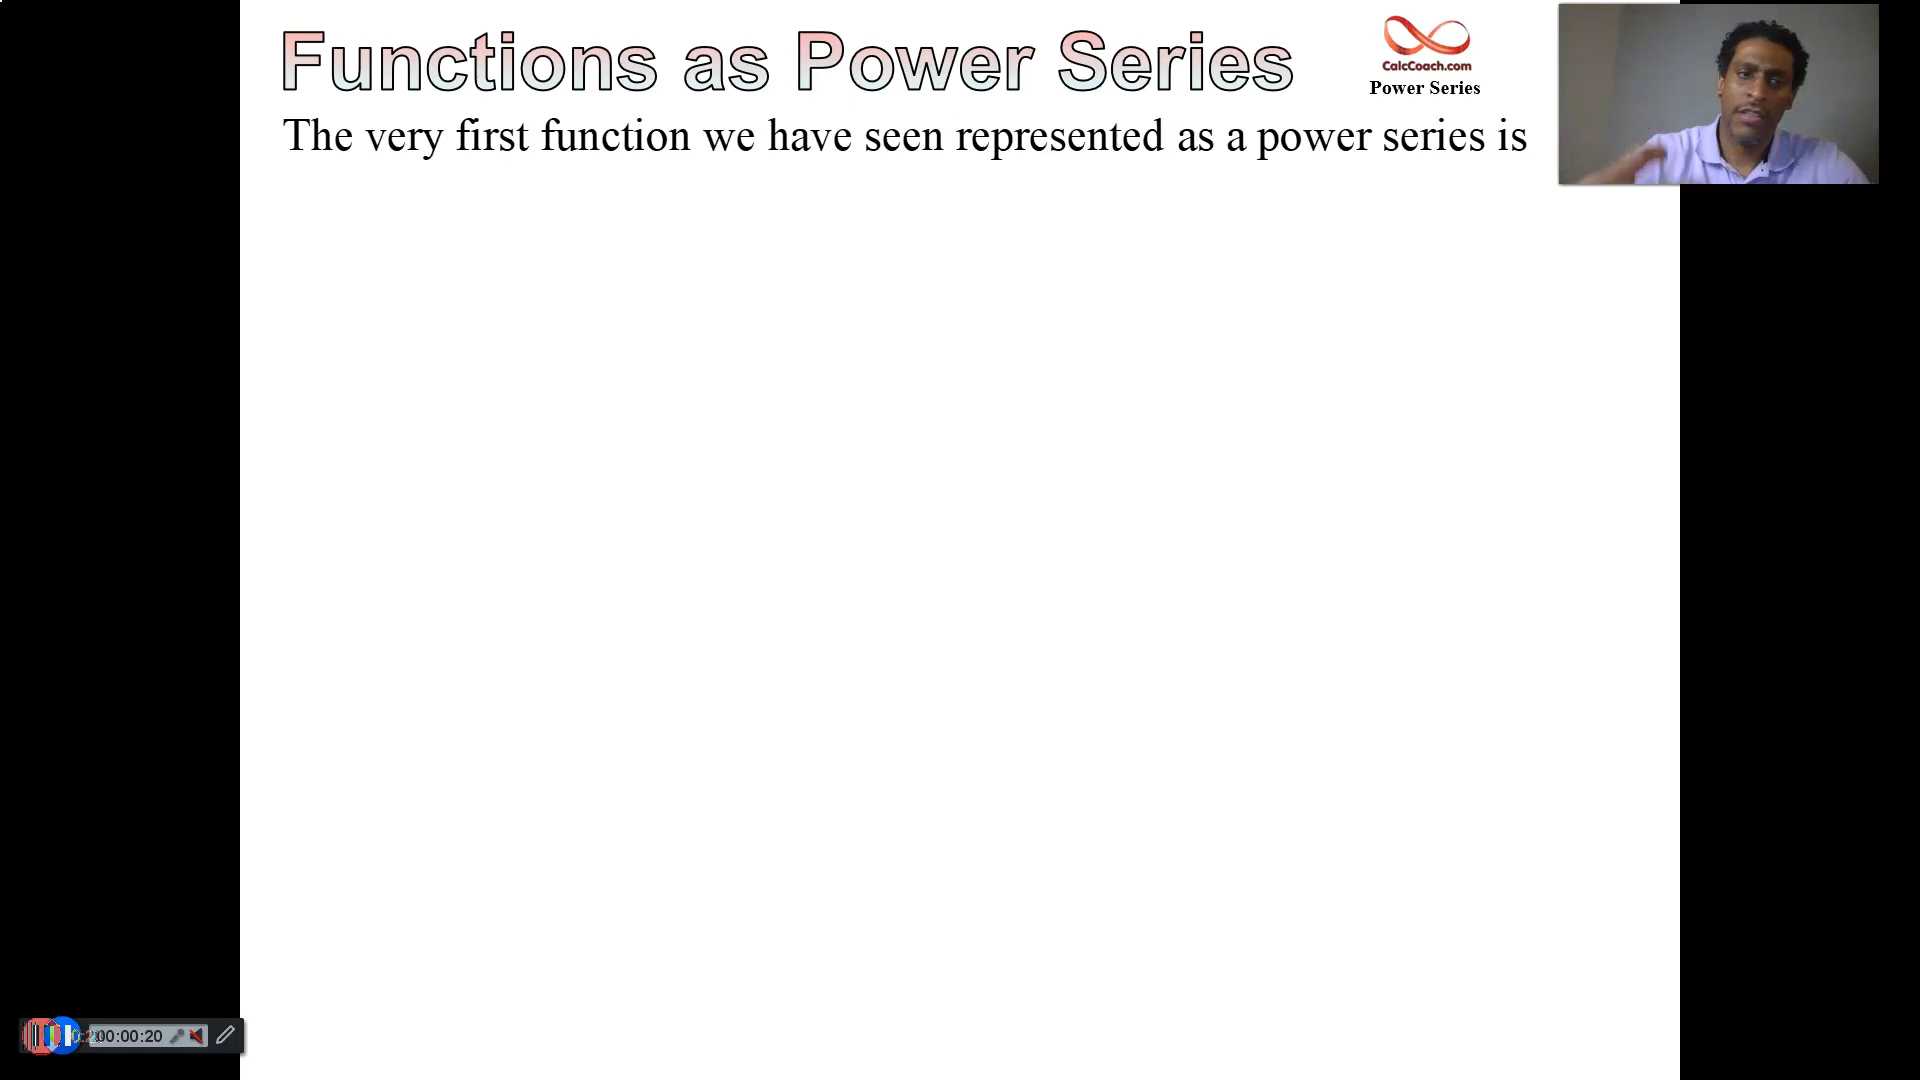 Functions as Power Series
CalcCoach.com
Power Series
The very first function we have seen represented as a power series is
00:00:20